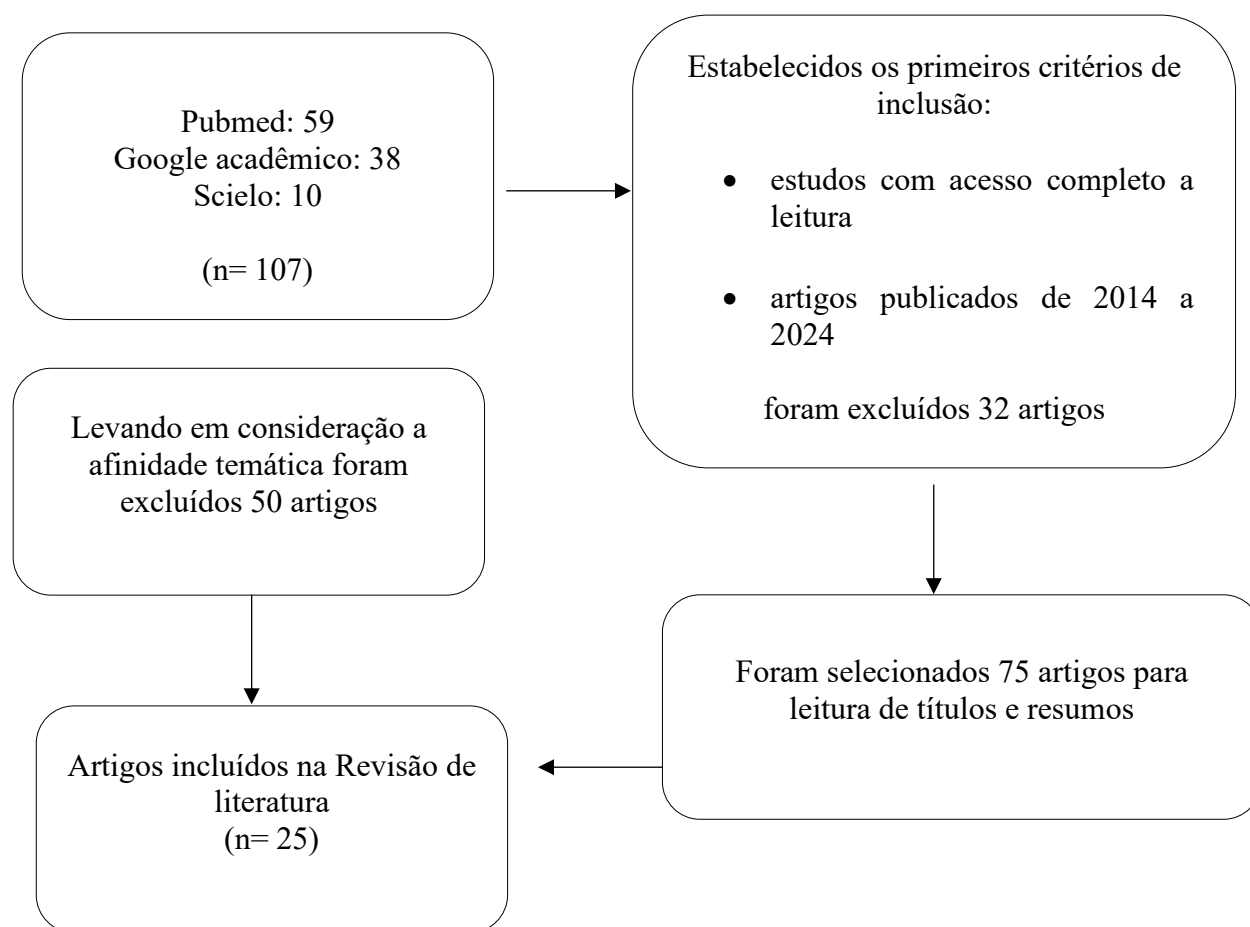 Pubmed: 59
Google acadêmico: 38
Scielo: 10
(n= 107)
Estabelecidos os primeiros critérios de
inclusão:
• estudos com acesso completo a
leitura
• artigos publicados de 2014 a
2024
foram excluídos 32 artigos
Levando em consideração a
afinidade temática foram
excluídos 50 artigos
Foram selecionados 75 artigos para
leitura de títulos e resumos
Artigos incluídos na Revisão de
literatura
(n= 25)